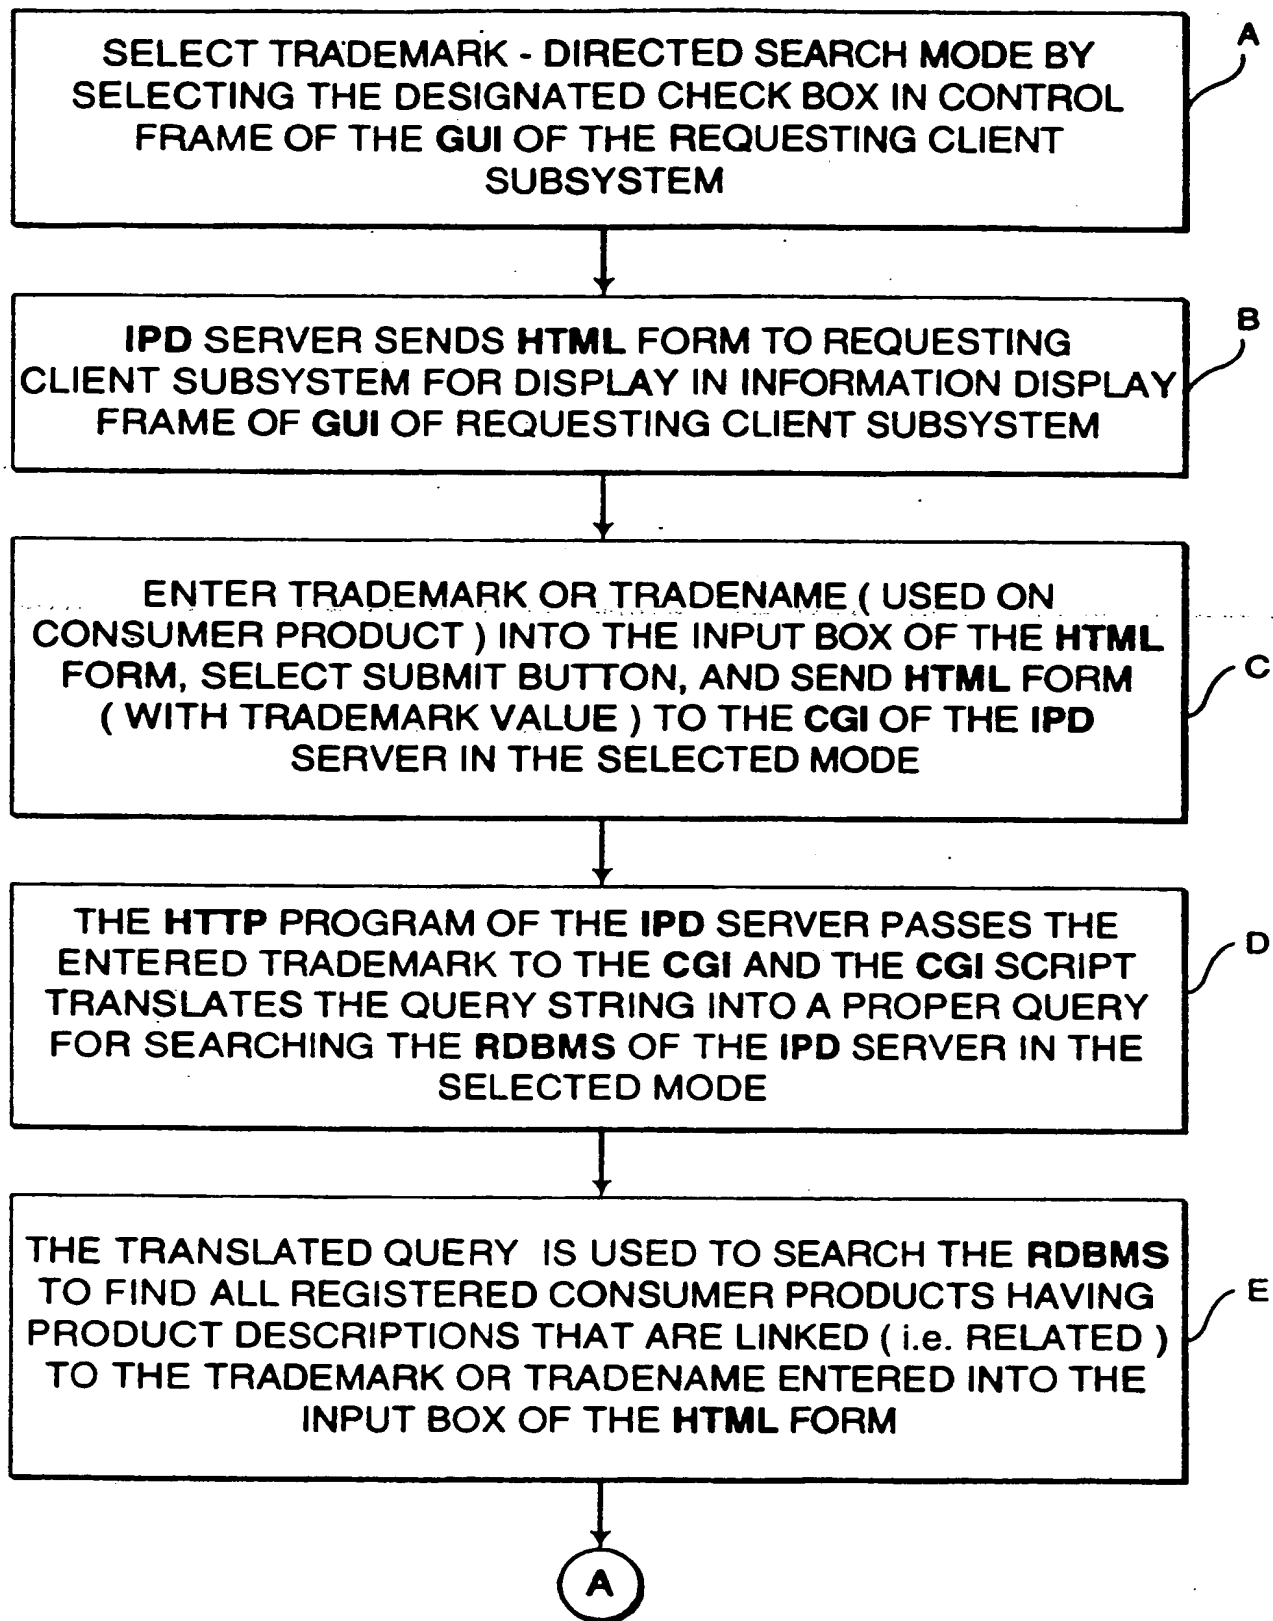 SELECT TRADEMARK - DIRECTED SEARCH MODE BY
SELECTING THE DESIGNATED CHECK BOX IN CONTROL
FRAME OF THE GUI OF THE REQUESTING CLIENT
SUBSYSTEM
A
IPD SERVER SENDS HTML FORM TO REQUESTING
CLIENT SUBSYSTEM FOR DISPLAY IN INFORMATION DISPLAY
FRAME OF GUI OF REQUESTING CLIENT SUBSYSTEM
B
ENTER TRADEMARK OR TRADENAME ( USED ON
CONSUMER PRODUCT ) INTO THE INPUT BOX OF THE HTML
FORM, SELECT SUBMIT BUTTON, AND SEND HTML FORM
( WITH TRADEMARK VALUE ) TO THE CGI OF THE IPD
SERVER IN THE SELECTED MODE
C
THE HTTP PROGRAM OF THE IPD SERVER PASSES THE
ENTERED TRADEMARK TO THE CGI AND THE CGI SCRIPT
TRANSLATES THE QUERY STRING INTO A PROPER QUERY
FOR SEARCHING THE RDBMS OF THE IPD SERVER IN THE
SELECTED MODE
D
THE TRANSLATED QUERY IS USED TO SEARCH THE RDBMS
TO FIND ALL REGISTERED CONSUMER PRODUCTS HAVING
PRODUCT DESCRIPTIONS THAT ARE LINKED ( i.e. RELATED )
TO THE TRADEMARK OR TRADENAME ENTERED INTO THE
INPUT BOX OF THE HTML FORM
E
A